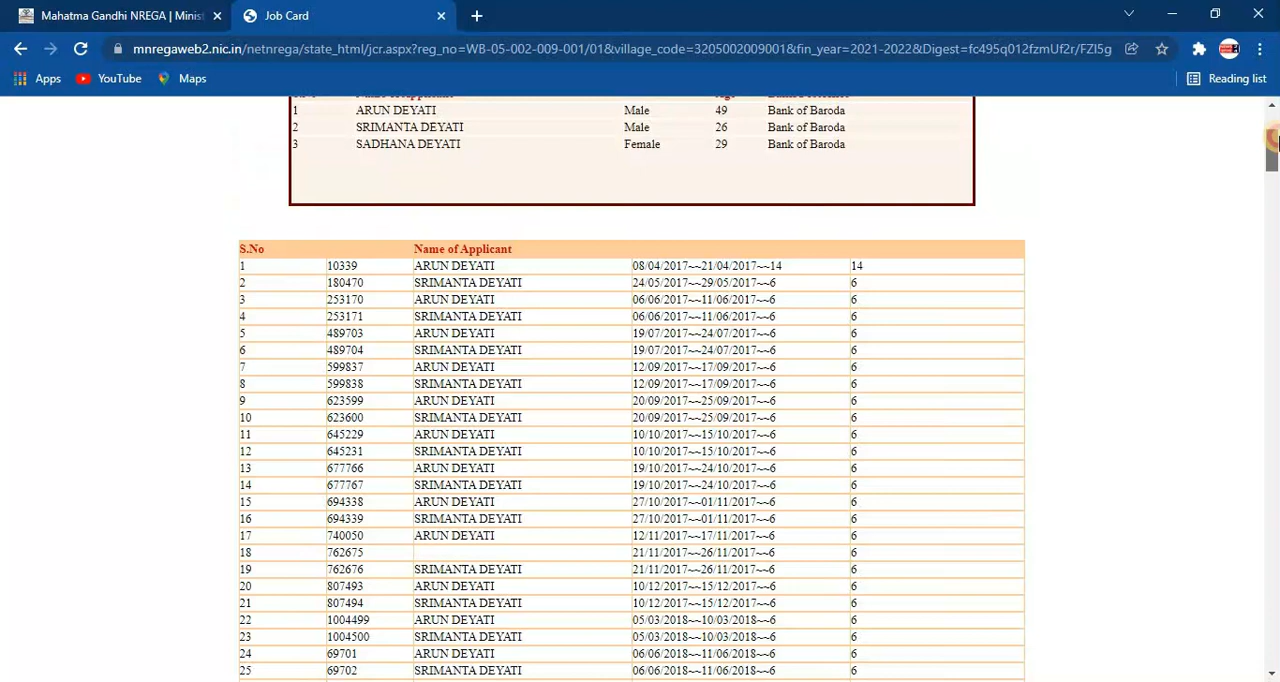 Mahatma Gandhi NREGA | Minist
Job Card
mnregaweb2.nic.in/netnrega/state_html/jcr.aspx?reg_no=WB-05-002-009-001/01&village_code=3205002009001&fin_year=2021-2022&Digest=fc495q012fzmUf2r/FZI5g
Apps YouTube Maps Reading list
1 ARUN DEYATI Male 49 Bank of Baroda
2 SRIMANTA DEYATI Male 26 Bank of Baroda
3 SADHANA DEYATI Female 29 Bank of Baroda
S.No Name of Applicant
1 10339 ARUN DEYATI 08/04/2017~~21/04/2017~~14 14
2 180470 SRIMANTA DEYATI 24/05/2017~~29/05/2017~~6 6
3 253170 ARUN DEYATI 06/06/2017~~11/06/2017~~6 6
4 253171 SRIMANTA DEYATI 06/06/2017~~11/06/2017~~6 6
5 489703 ARUN DEYATI 19/07/2017~~24/07/2017~~6 6
6 489704 SRIMANTA DEYATI 19/07/2017~~24/07/2017~~6 6
7 599837 ARUN DEYATI 12/09/2017~~17/09/2017~~6 6
8 599838 SRIMANTA DEYATI 12/09/2017~~17/09/2017~~6 6
9 623599 ARUN DEYATI 20/09/2017~~25/09/2017~~6 6
10 623600 SRIMANTA DEYATI 20/09/2017~~25/09/2017~~6 6
11 645229 ARUN DEYATI 10/10/2017~~15/10/2017~~6 6
12 645231 SRIMANTA DEYATI 10/10/2017~~15/10/2017~~6 6
13 677766 ARUN DEYATI 19/10/2017~~24/10/2017~~6 6
14 677767 SRIMANTA DEYATI 19/10/2017~~24/10/2017~~6 6
15 694338 ARUN DEYATI 27/10/2017~~01/11/2017~~6 6
16 694339 SRIMANTA DEYATI 27/10/2017~~01/11/2017~~6 6
17 740050 ARUN DEYATI 12/11/2017~~17/11/2017~~6 6
18 762675 21/11/2017~~26/11/2017~~6 6
19 762676 SRIMANTA DEYATI 21/11/2017~~26/11/2017~~6 6
20 807493 ARUN DEYATI 10/12/2017~~15/12/2017~~6 6
21 807494 SRIMANTA DEYATI 10/12/2017~~15/12/2017~~6 6
22 1004499 ARUN DEYATI 05/03/2018~~10/03/2018~~6 6
23 1004500 SRIMANTA DEYATI 05/03/2018~~10/03/2018~~6 6
24 69701 ARUN DEYATI 06/06/2018~~11/06/2018~~6 6
25 69702 SRIMANTA DEYATI 06/06/2018~~11/06/2018~~6 6